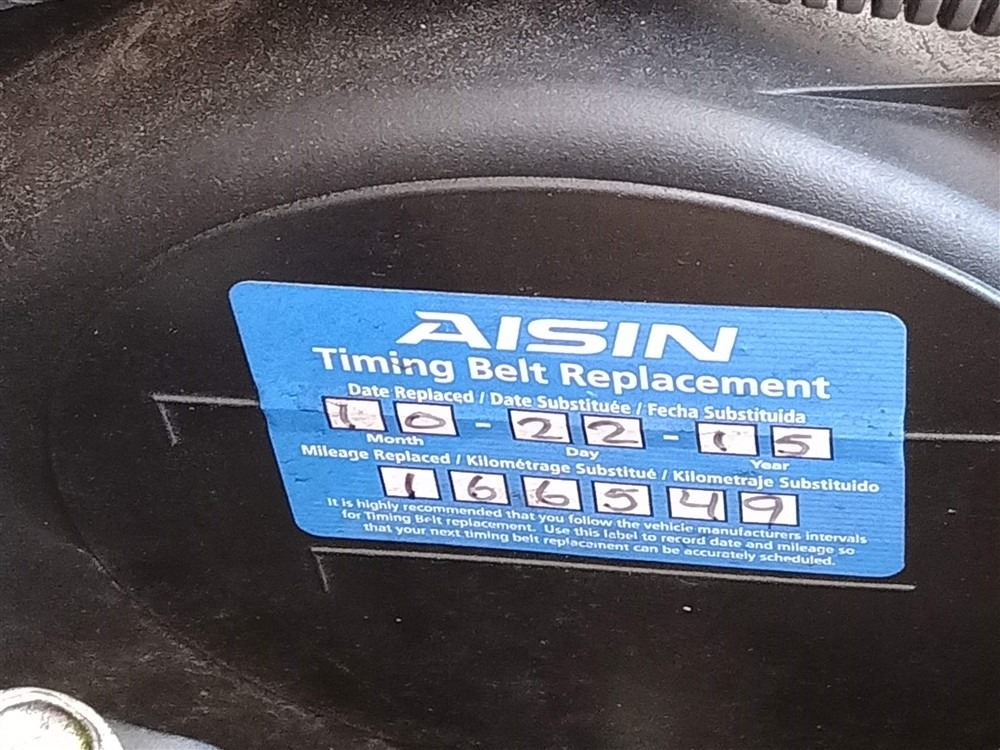 AISIN
Timing Belt Replacement
Date Replaced / Date Substituée / Fecha Substituida
10 - 22 - 15
Month Day Year
Mileage Replaced / Kilométrage Substitué / Kilometraje Substituido
166549
It is highly recommended that you follow the vehicle manufacturers intervals
for Timing Belt replacement. Use this label to record date and mileage so
that your next timing belt replacement can be accurately scheduled.